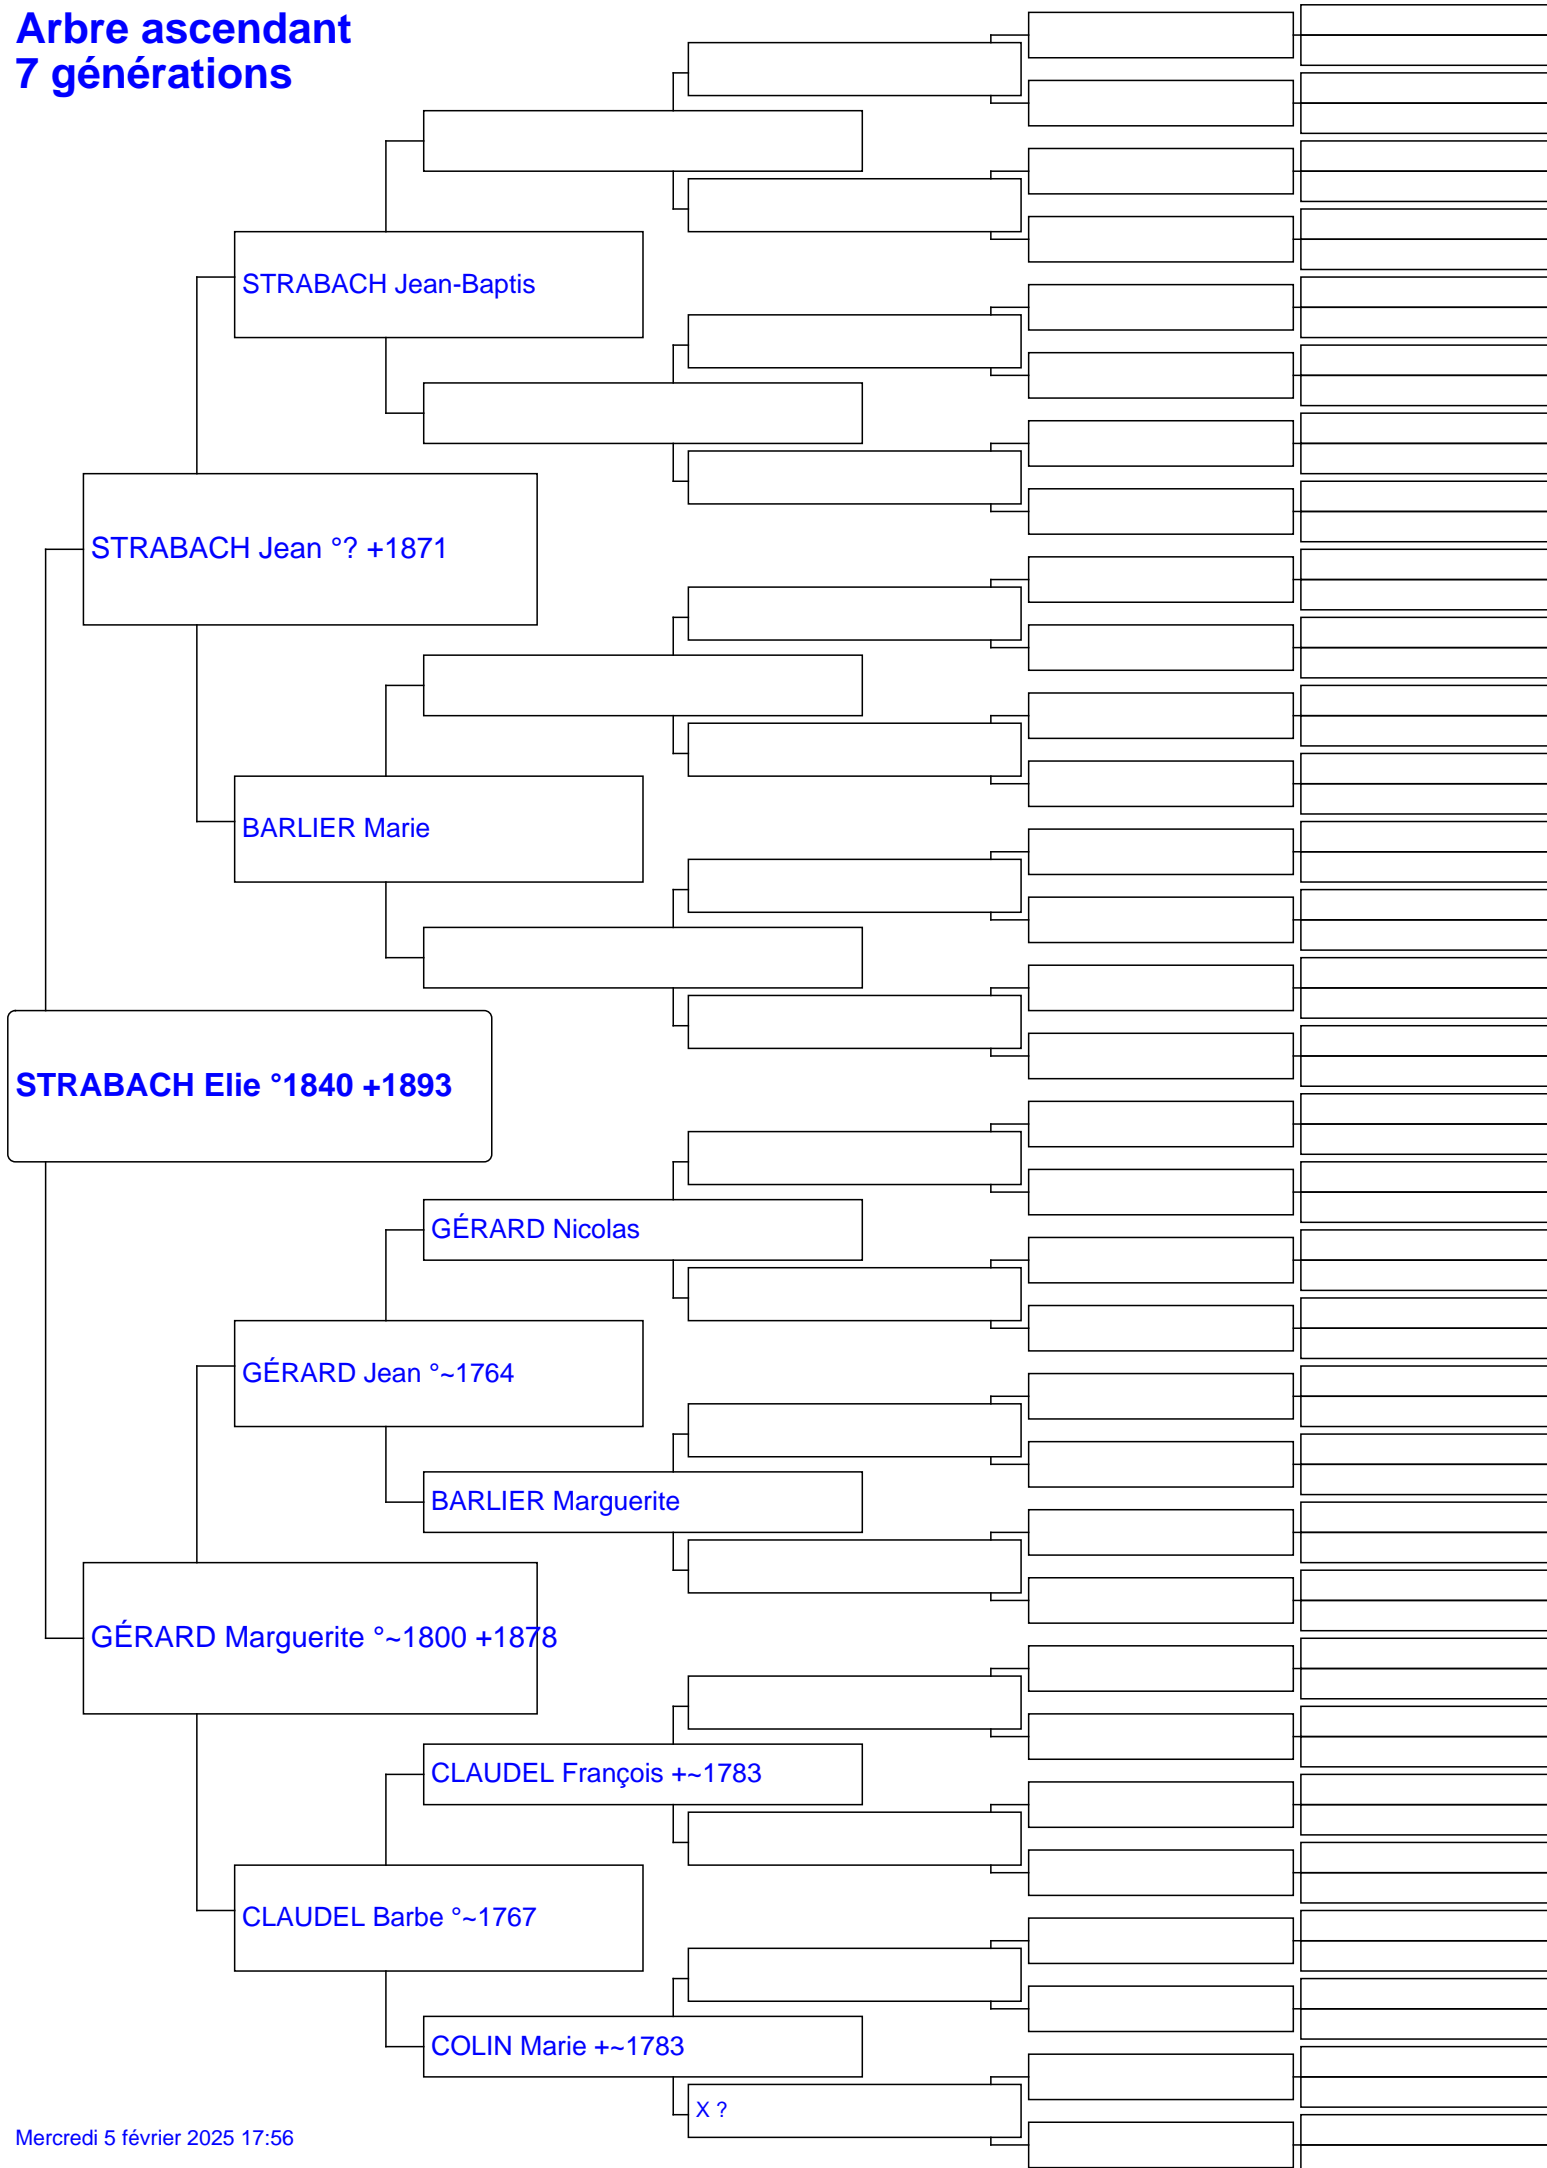 Arbre ascendant
7 générations
STRABACH Jean-Baptis
STRABACH Jean °? +1871
BARLIER Marie
STRABACH Elie °1840 +1893
GÉRARD Nicolas
GÉRARD Jean °~1764
BARLIER Marguerite
GÉRARD Marguerite °~1800 +1878
CLAUDEL François +~1783
CLAUDEL Barbe °~1767
COLIN Marie +~1783
X ?
Mercredi 5 février 2025 17:56